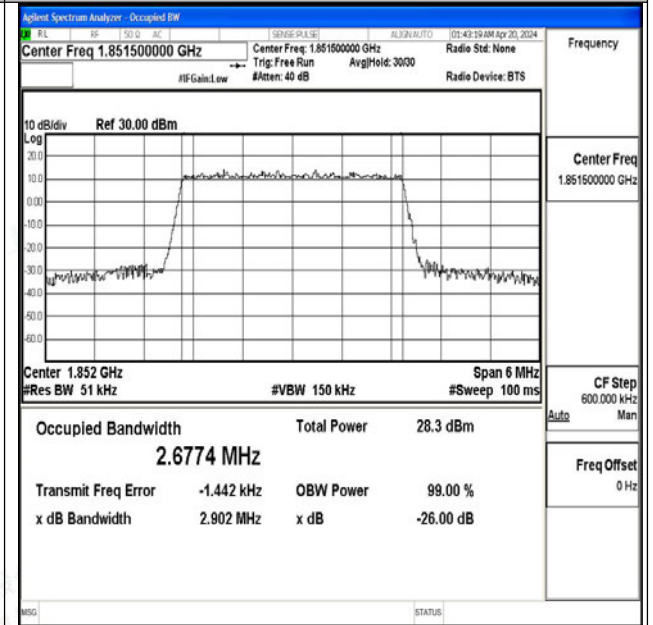 Agilent Spectrum Analyzer - Occupied BW
RL RF 50 Ω AC SENSE:PULSE ALIGN AUTO 01:43:19 AM Apr 20, 2024
Center Freq 1.851500000 GHz
Center Freq: 1.851500000 GHz
Radio Std: None
Trig: Free Run Avg|Hold: 30/30
#IFGain:Low
#Atten: 40 dB
Radio Device: BTS
Frequency
10 dB/div Ref 30.00 dBm
Log
20.0
10.0
0.00
-10.0
-20.0
-30.0
-40.0
-50.0
-60.0
Center Freq
1.851500000 GHz
Center 1.852 GHz
Span 6 MHz
#Res BW 51 kHz
#VBW 150 kHz
#Sweep 100 ms
CF Step
600.000 kHz
Auto Man
Occupied Bandwidth
Total Power 28.3 dBm
2.6774 MHz
Freq Offset
0 Hz
Transmit Freq Error -1.442 kHz OBW Power 99.00 %
x dB Bandwidth 2.902 MHz x dB -26.00 dB
MSG
STATUS